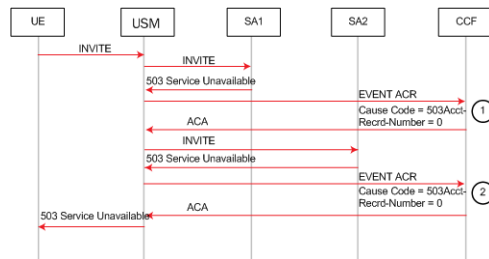 UE
USM
SA1
SA2
CCF
INVITE
INVITE
503 Service Unavailable
EVENT ACR
Cause Code = 503Acct-
Recrd-Number = 0
1
ACA
INVITE
503 Service Unavailable
EVENT ACR
Cause Code = 503Acct-
Recrd-Number = 0
2
ACA
503 Service Unavailable